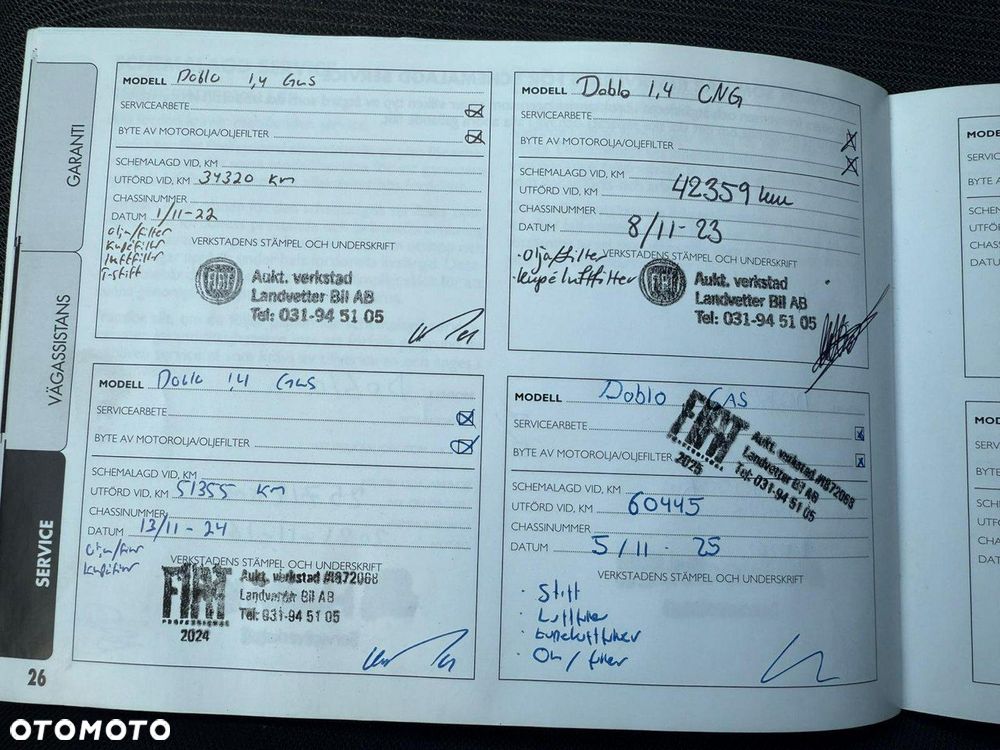 GARANTI
VÄGASSISTANS
SERVICE
26
MODELL Doblo 1,4 Gas
SERVICEARBETE
BYTE AV MOTOROLJA/OLJEFILTER
SCHEMALAGD VID, KM
UTFÖRD VID, KM 34320 Km
CHASSINUMMER
DATUM 1/11-22
olja/filter
Kupéfilter
luftfilter
T-stift
VERKSTADENS STÄMPEL OCH UNDERSKRIFT
FIAT
Aukt. verkstad
Landvetter Bil AB
Tel: 031-94 51 05
MODELL Doblo 1,4 CNG
SERVICEARBETE
BYTE AV MOTOROLJA/OLJEFILTER
SCHEMALAGD VID, KM
UTFÖRD VID, KM 42359 km
CHASSINUMMER
DATUM 8/11-23
·olja/filter
·kupé luftfilter
VERKSTADENS STÄMPEL OCH UNDERSKRIFT
FIAT
Aukt. verkstad
Landvetter Bil AB
Tel: 031-94 51 05
MODELL Doblo 1,4 Gas
SERVICEARBETE
BYTE AV MOTOROLJA/OLJEFILTER
SCHEMALAGD VID, KM
UTFÖRD VID, KM 51355 Km
CHASSINUMMER
DATUM 13/11-24
VERKSTADENS STÄMPEL OCH UNDERSKRIFT
FIAT
PROFESSIONAL
2024
Aukt. verkstad #1872068
Landvetter Bil AB
Tel: 031-94 51 05
MODELL Doblo GAS
SERVICEARBETE
BYTE AV MOTOROLJA/OLJEFILTER
FIAT
PROFESSIONAL
2025
Aukt. verkstad #1872068
Landvetter Bil AB
Tel: 031-94 51 05
SCHEMALAGD VID, KM
UTFÖRD VID, KM 60445
CHASSINUMMER
DATUM 5/11-25
VERKSTADENS STÄMPEL OCH UNDERSKRIFT
· Stift
OTOMOTO